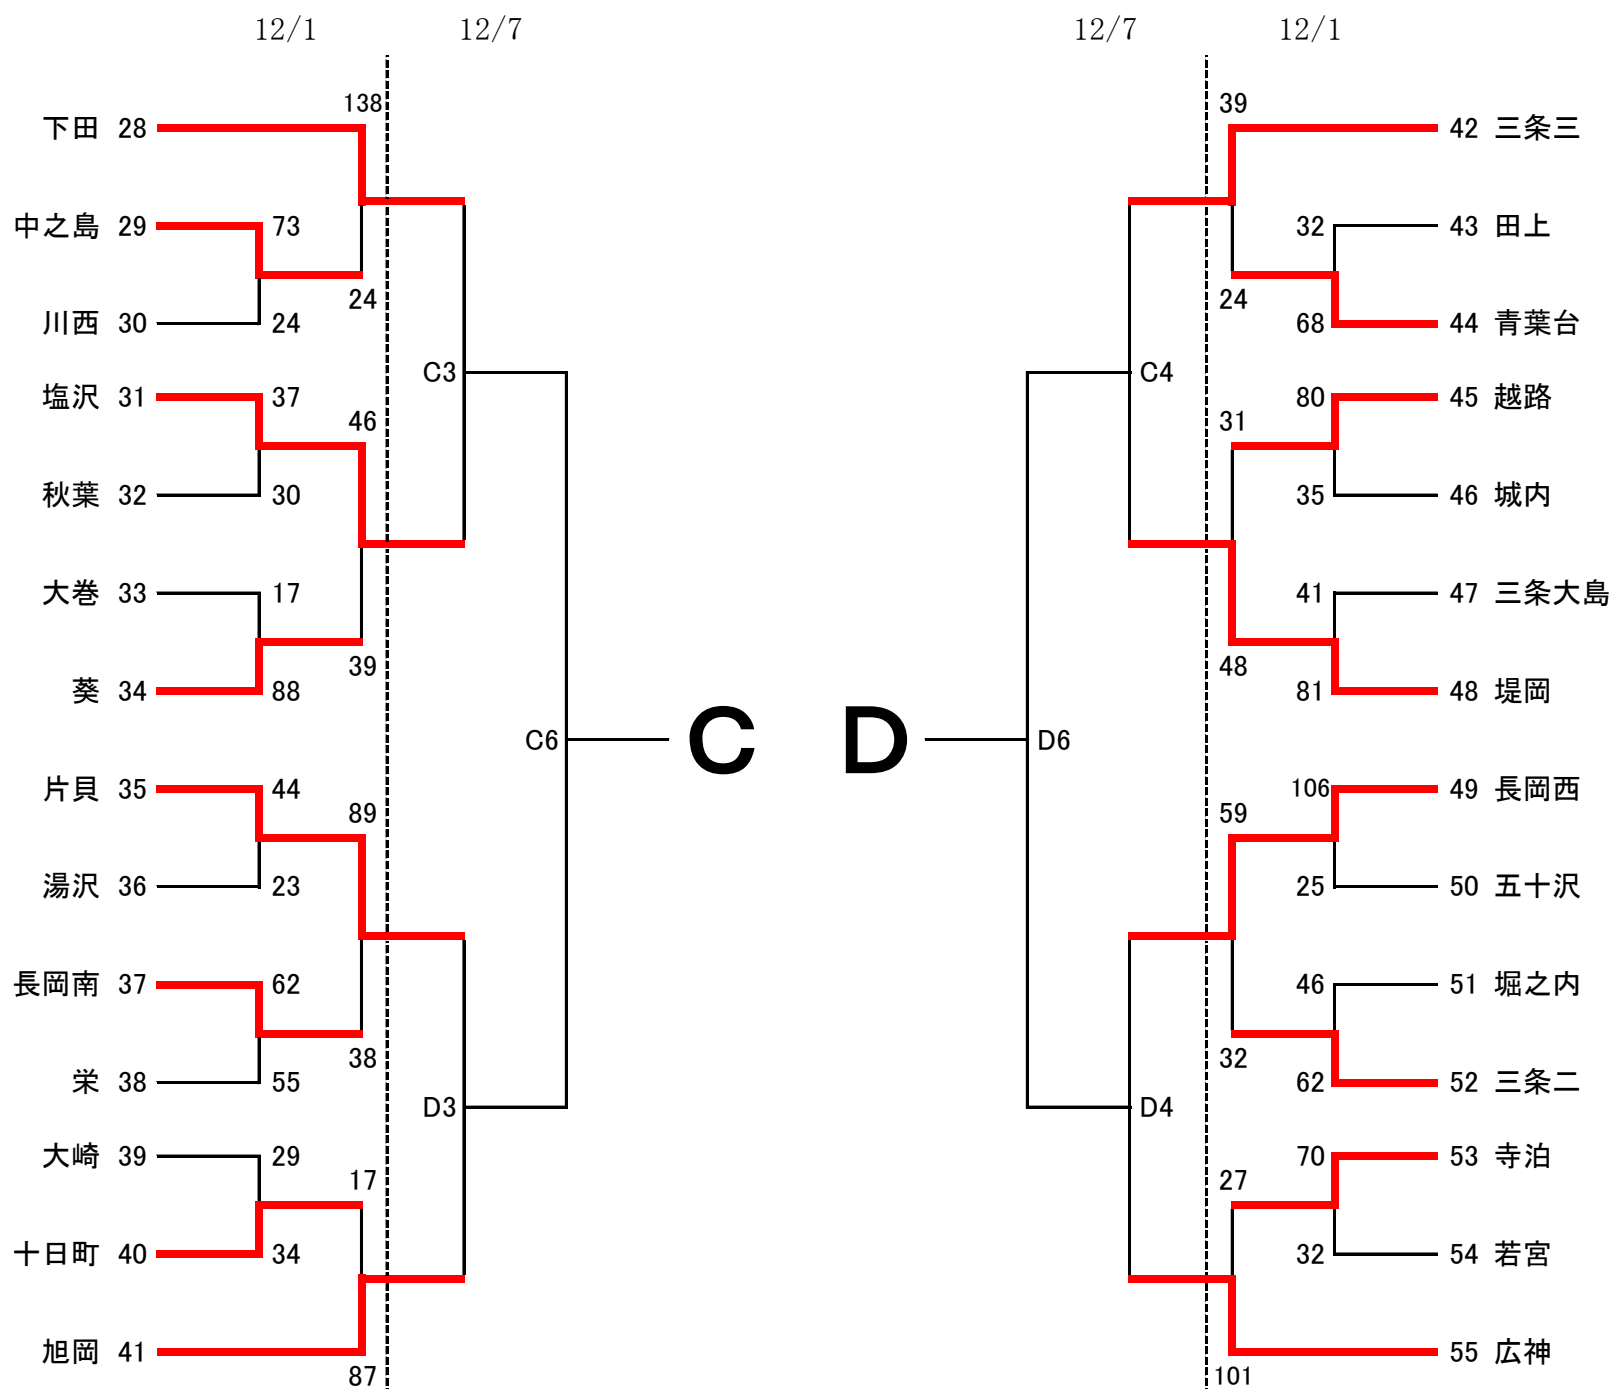 12/1 12/7 12/7 12/1
138 39
下田 28 42 三条三
中之島 29 73 32 43 田上
24 24
川西 30 24 68 44 青葉台
C3 C4
塩沢 31 37 80 45 越路
46 31
秋葉 32 30 35 46 城内
大巻 33 17 41 47 三条大島
39 48
葵 34 88 81 48 堤岡
C6 C D D6
片貝 35 44 106 49 長岡西
89 59
湯沢 36 23 25 50 五十沢
長岡南 37 62 46 51 堀之内
38 32
栄 38 55 62 52 三条二
D3 D4
大崎 39 29 70 53 寺泊
17 27
十日町 40 34 32 54 若宮
旭岡 41 55 広神
87 101